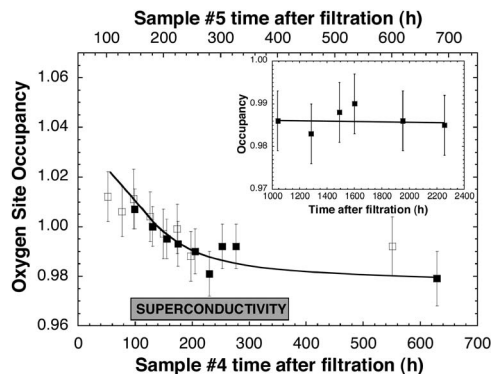 Sample #5 time after filtration (h)
0 100 200 300 400 500 600 700
Oxygen Site Occupancy
1.06
1.04
1.02
1.00
0.98
0.96
Occupancy
1.00
0.99
0.98
0.97
1000 1200 1400 1600 1800 2000 2200 2400
Time after filtration (h)
SUPERCONDUCTIVITY
0 100 200 300 400 500 600 700
Sample #4 time after filtration (h)